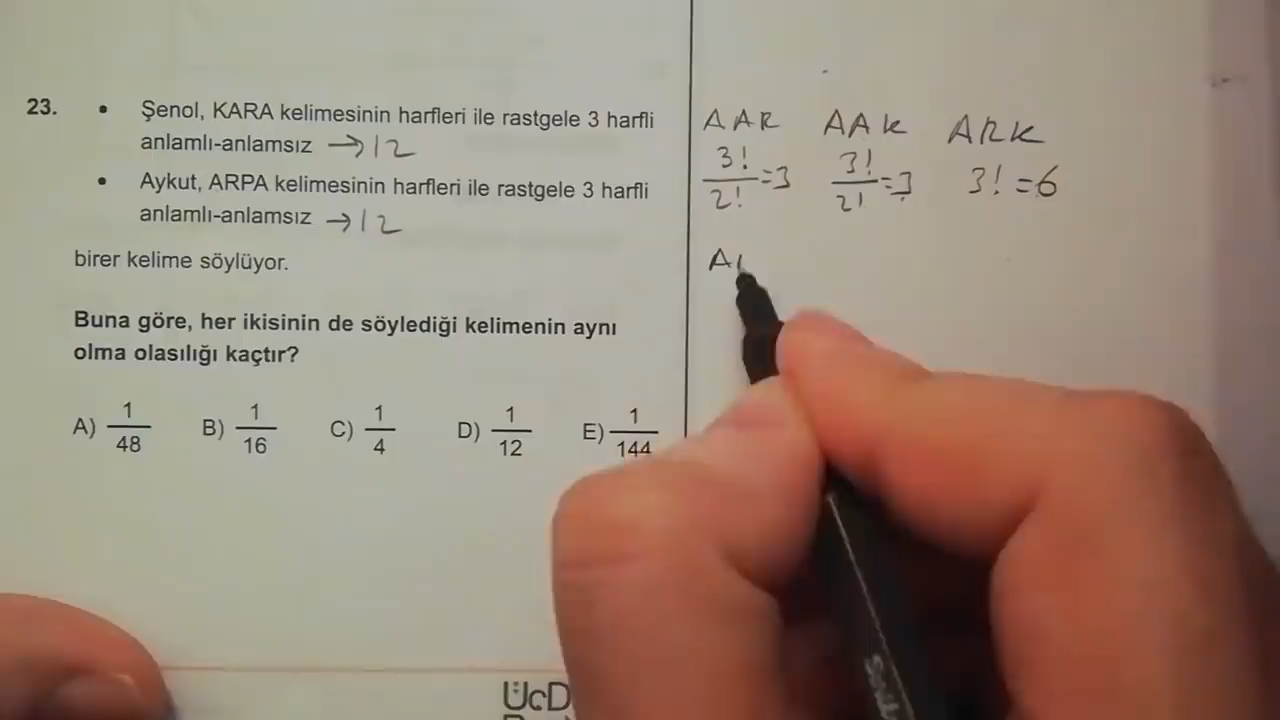 23. • Şenol, KARA kelimesinin harfleri ile rastgele 3 harfli
anlamlı-anlamsız → 12
• Aykut, ARPA kelimesinin harfleri ile rastgele 3 harfli
anlamlı-anlamsız → 12
birer kelime söylüyor.
Buna göre, her ikisinin de söylediği kelimenin aynı
olma olasılığı kaçtır?
A) 1/48 B) 1/16 C) 1/4 D) 1/12 E) 1/144
AAR AAK ARK
3!/2! = 3 3!/2! = 3 3! = 6
A
ÜcD